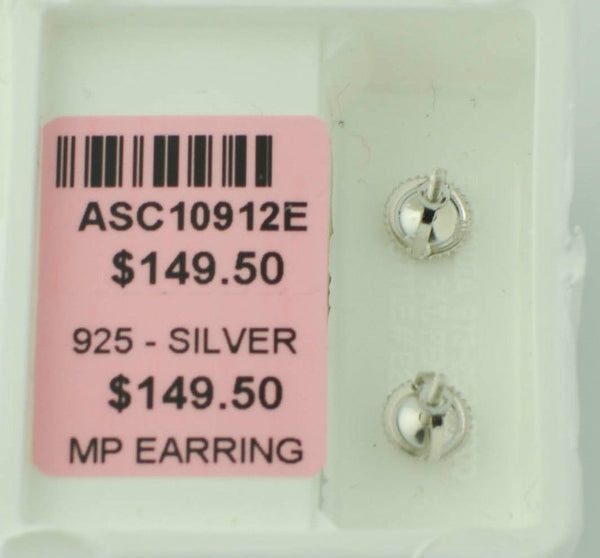 ASC10912E
$149.50
925 - SILVER
$149.50
MP EARRING